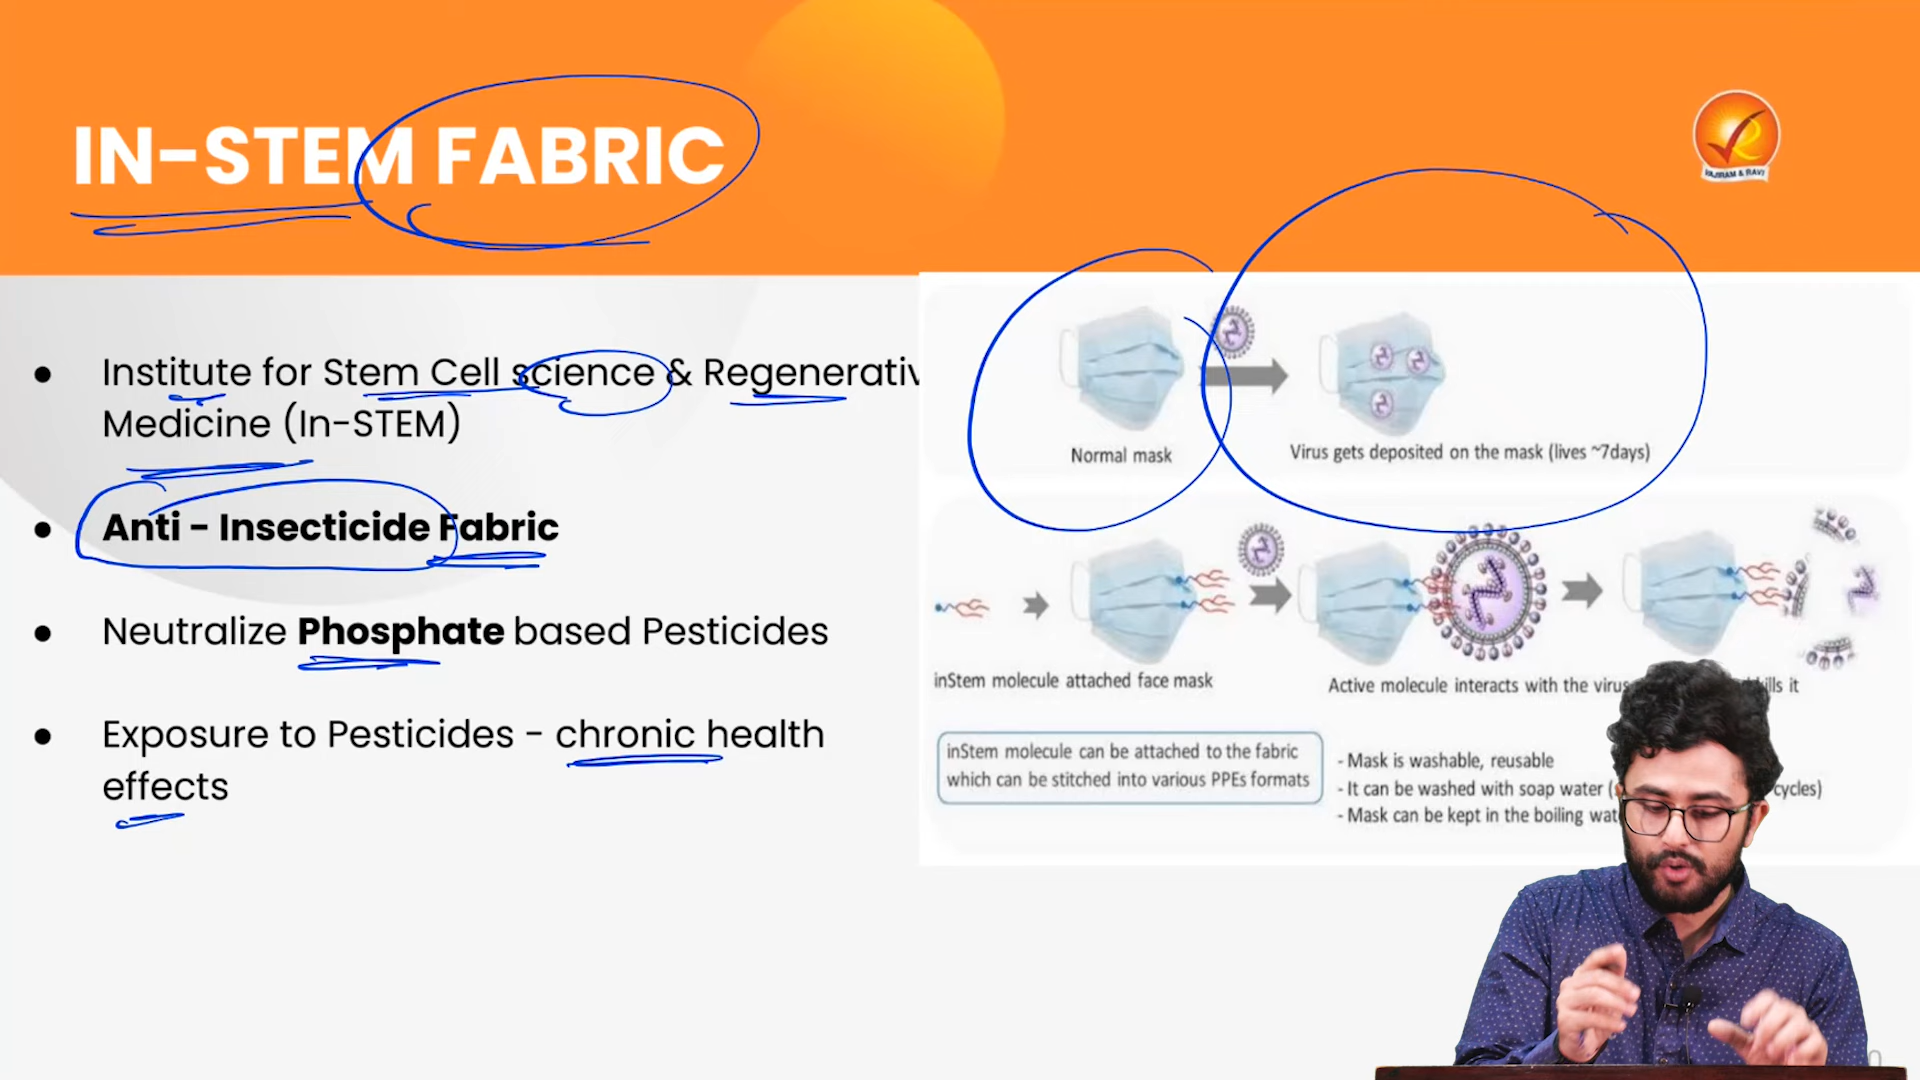 IN-STEM FABRIC
VAJIRAM & RAVI
● Institute for Stem Cell science & Regenerativ
Medicine (In-STEM)
● Anti - Insecticide Fabric
● Neutralize Phosphate based Pesticides
● Exposure to Pesticides - chronic health
effects
Normal mask
Virus gets deposited on the mask (lives ~7days)
inStem molecule attached face mask
Active molecule interacts with the virus
ills it
inStem molecule can be attached to the fabric
which can be stitched into various PPEs formats
- Mask is washable, reusable
- It can be washed with soap water (
cycles)
- Mask can be kept in the boiling wat
0